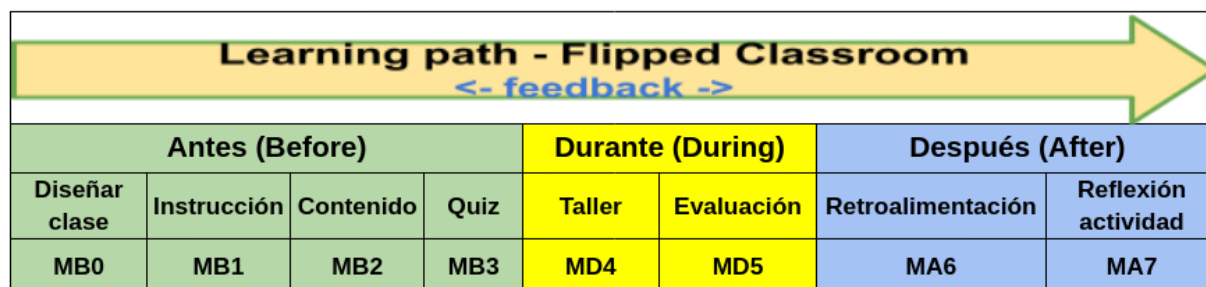 Learning path - Flipped Classroom
<- feedback ->
Antes (Before) Durante (During) Después (After)
Diseñar clase Instrucción Contenido Quiz Taller Evaluación Retroalimentación Reflexión actividad
MB0 MB1 MB2 MB3 MD4 MD5 MA6 MA7